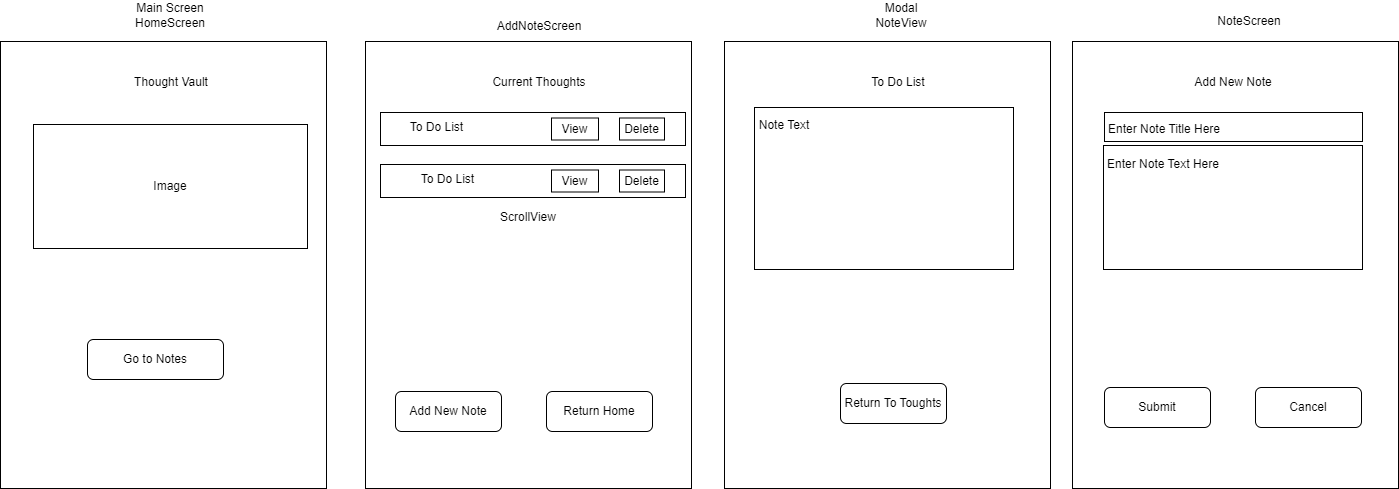 Main Screen
HomeScreen
Thought Vault
Image
Go to Notes
AddNoteScreen
Current Thoughts
To Do List
View
Delete
To Do List
View
Delete
ScrollView
Add New Note
Return Home
Modal
NoteView
To Do List
Note Text
Return To Toughts
NoteScreen
Add New Note
Enter Note Title Here
Enter Note Text Here
Submit
Cancel